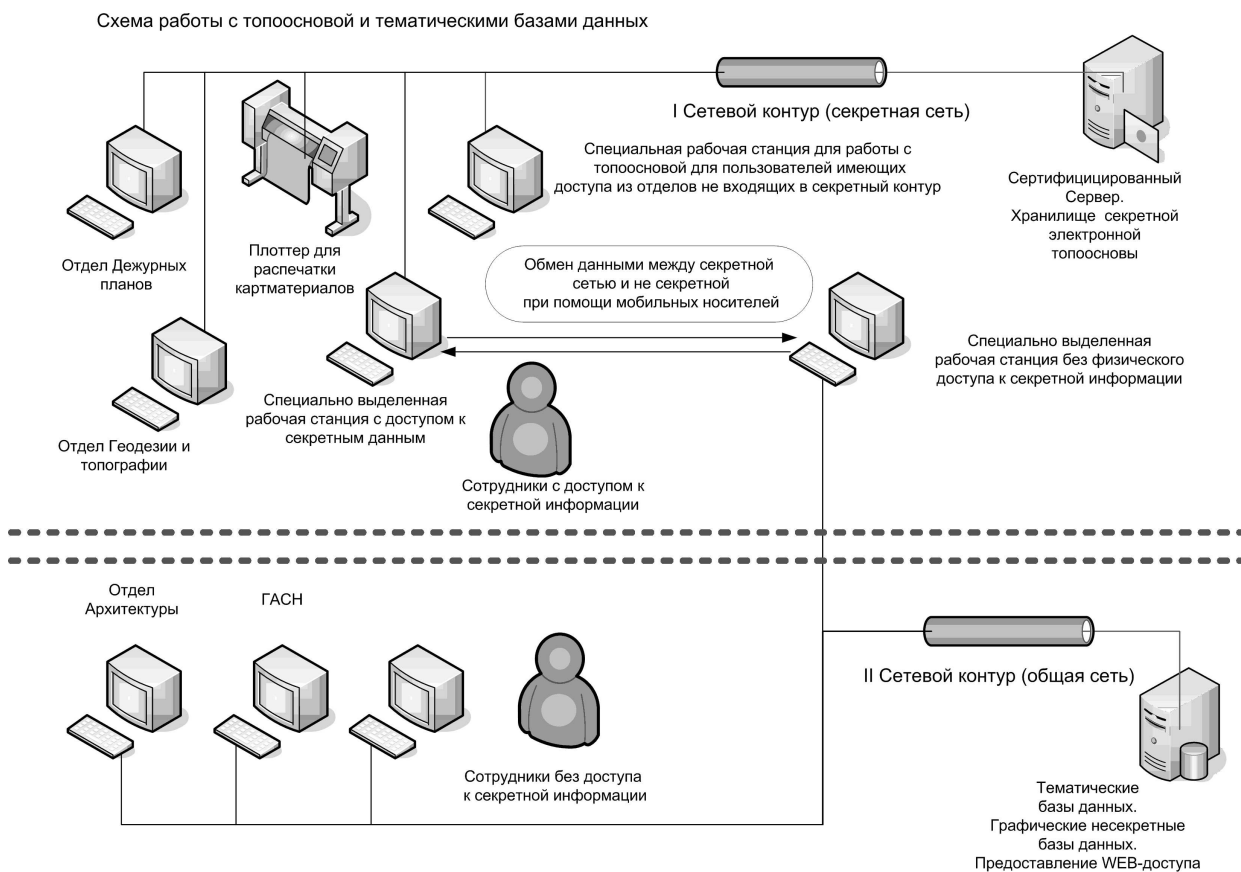 Схема работы с топоосновой и тематическими базами данных
I Сетевой контур (секретная сеть)
Специальная рабочая станция для работы с
топоосновой для пользователей имеющих
доступа из отделов не входящих в секретный контур
Сертифицицированный
Сервер.
Хранилище секретной
электронной
топоосновы
Отдел Дежурных
планов
Плоттер для
распечатки
картматериалов
Обмен данными между секретной
сетью и не секретной
при помощи мобильных носителей
Специально выделенная
рабочая станция без физического
доступа к секретной информации
Специально выделенная
рабочая станция с доступом к
секретным данным
Отдел Геодезии и
топографии
Сотрудники с доступом к
секретной информации
Отдел
Архитектуры
ГАСН
II Сетевой контур (общая сеть)
Сотрудники без доступа
к секретной информации
Тематические
базы данных.
Графические несекретные
базы данных.
Предоставление WEB-доступа